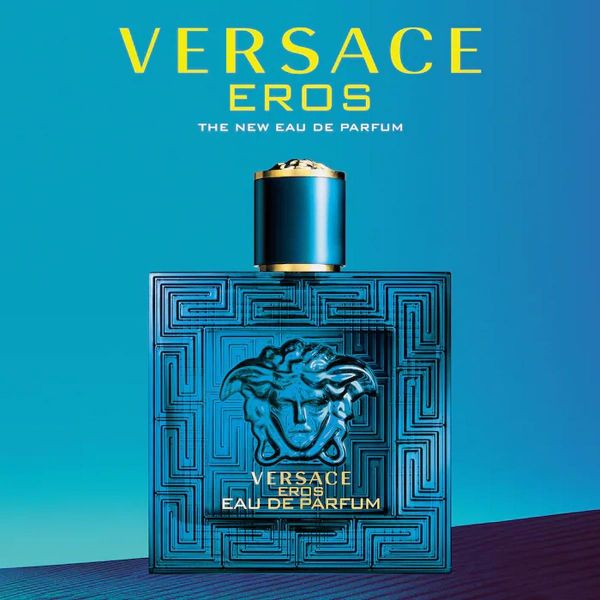 VERSACE
EROS
THE NEW EAU DE PARFUM
VERSACE
EROS
EAU DE PARFUM